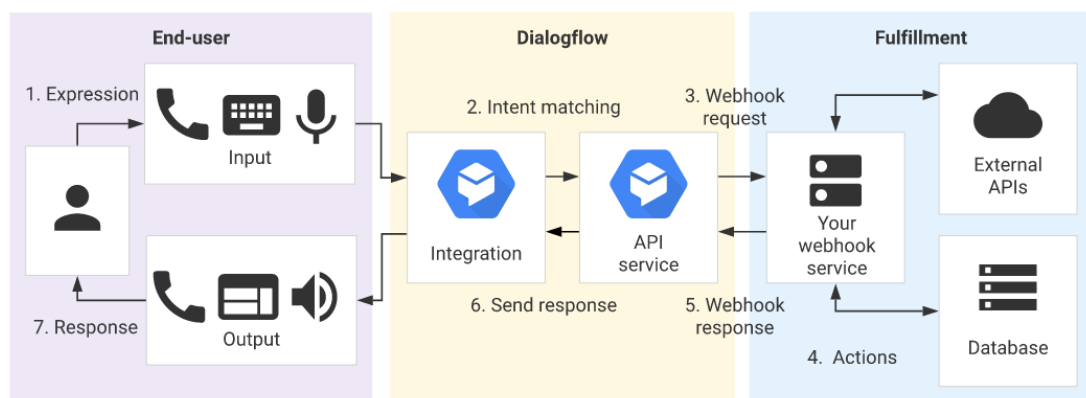 End-user
Dialogflow
Fulfillment
1. Expression
Input
7. Response
Output
2. Intent matching
Integration
API
service
6. Send response
3. Webhook
request
Your
webhook
service
5. Webhook
response
4. Actions
External
APIs
Database